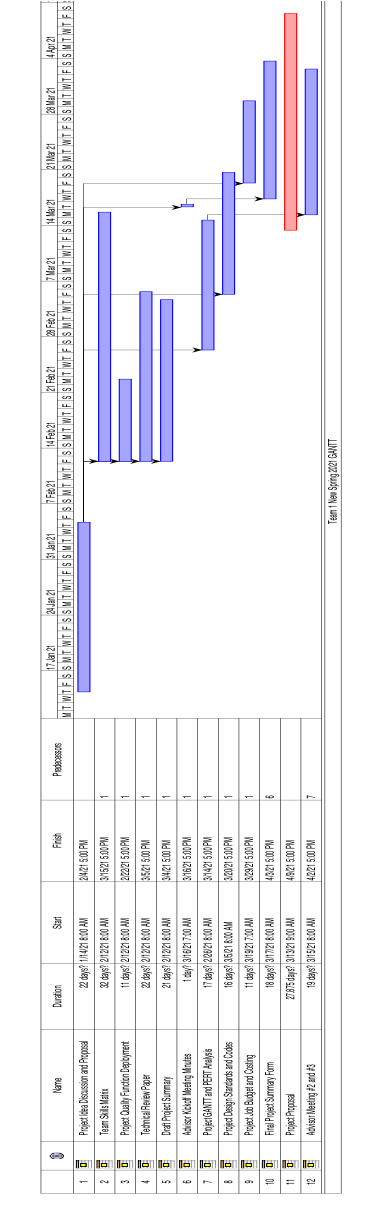 Name Duration Start Finish Predecessors 17 Jan 21 24 Jan 21 31 Jan 21 7 Feb 21 14 Feb 21 21 Feb 21 28 Feb 21 7 Mar 21 14 Mar 21 21 Mar 21 28 Mar 21 4 Apr 21
M T W T F S S M T W T F S S M T W T F S S M T W T F S S M T W T F S S M T W T F S S M T W T F S S M T W T F S S M T W T F S S M T W T F S S M T W T F S S M T W T F S S M T W T F S S
1 Project Idea Discussion and Proposal 22 days? 1/14/21 8:00 AM 2/4/21 5:00 PM
2 Team Skills Matrix 32 days? 2/12/21 8:00 AM 3/15/21 5:00 PM 1
3 Project Quality Function Deployment 11 days? 2/12/21 8:00 AM 2/22/21 5:00 PM 1
4 Technical Review Paper 22 days? 2/12/21 8:00 AM 3/5/21 5:00 PM 1
5 Draft Project Summary 21 days? 2/12/21 8:00 AM 3/4/21 5:00 PM 1
6 Advisor Kickoff Meeting Minutes 1 day? 3/16/21 7:00 AM 3/16/21 5:00 PM 1
7 Project GANTT and PERT Analysis 17 days? 2/26/21 8:00 AM 3/14/21 5:00 PM 1
8 Project Design Standards and Codes 16 days? 3/5/21 8:00 AM 3/20/21 5:00 PM 1
9 Project Job Budget and Costing 11 days? 3/19/21 7:00 AM 3/29/21 5:00 PM 1
10 Final Project Summary Form 18 days? 3/17/21 8:00 AM 4/3/21 5:00 PM 6
11 Project Proposal 27.875 days? 3/13/21 9:00 AM 4/9/21 5:00 PM
12 Advisor Meeting #2 and #3 19 days? 3/15/21 8:00 AM 4/2/21 5:00 PM 7
Team 1 New Spring 2021 GANTT